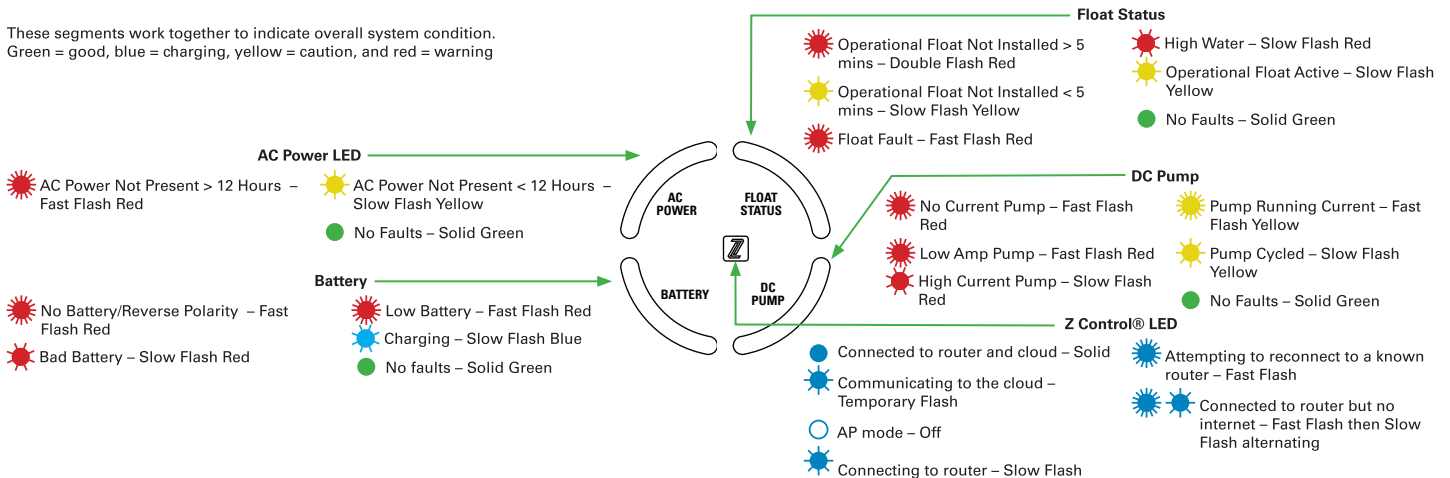 These segments work together to indicate overall system condition.
Green = good, blue = charging, yellow = caution, and red = warning
Float Status
Operational Float Not Installed > 5
mins – Double Flash Red
Operational Float Not Installed < 5
mins – Slow Flash Yellow
Float Fault – Fast Flash Red
High Water – Slow Flash Red
Operational Float Active – Slow Flash
Yellow
No Faults – Solid Green
AC Power LED
AC Power Not Present > 12 Hours –
Fast Flash Red
AC Power Not Present < 12 Hours –
Slow Flash Yellow
No Faults – Solid Green
Battery
No Battery/Reverse Polarity – Fast
Flash Red
Bad Battery – Slow Flash Red
Low Battery – Fast Flash Red
Charging – Slow Flash Blue
No faults – Solid Green
AC
POWER
FLOAT
STATUS
Z
BATTERY
DC
PUMP
DC Pump
No Current Pump – Fast Flash
Red
Low Amp Pump – Fast Flash Red
High Current Pump – Slow Flash
Red
Pump Running Current – Fast
Flash Yellow
Pump Cycled – Slow Flash
Yellow
No Faults – Solid Green
Z Control® LED
Connected to router and cloud – Solid
Communicating to the cloud –
Temporary Flash
AP mode – Off
Connecting to router – Slow Flash
Attempting to reconnect to a known
router – Fast Flash
Connected to router but no
internet – Fast Flash then Slow
Flash alternating